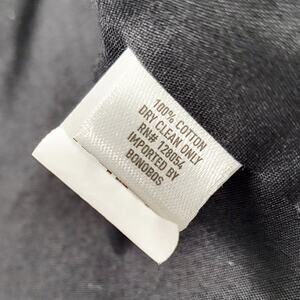 100% COTTON
DRY CLEAN ONLY
RN# 128054
IMPORTED BY
BONOBOS